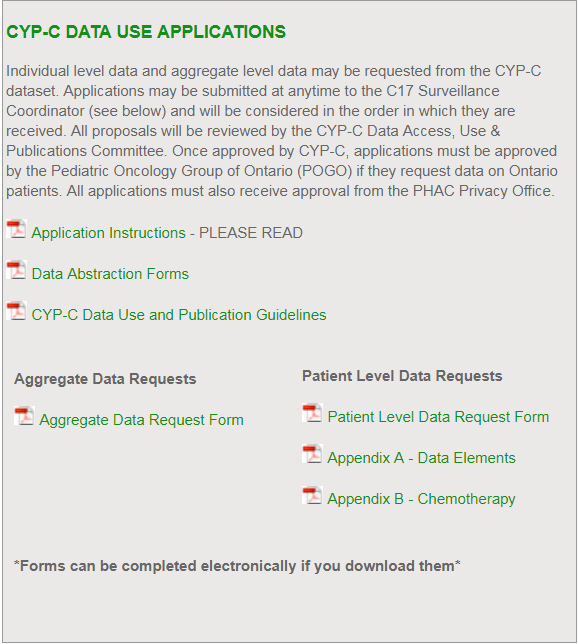 CYP-C DATA USE APPLICATIONS
Individual level data and aggregate level data may be requested from the CYP-C
dataset. Applications may be submitted at anytime to the C17 Surveillance
Coordinator (see below) and will be considered in the order in which they are
received. All proposals will be reviewed by the CYP-C Data Access, Use &
Publications Committee. Once approved by CYP-C, applications must be approved
by the Pediatric Oncology Group of Ontario (POGO) if they request data on Ontario
patients. All applications must also receive approval from the PHAC Privacy Office.
Application Instructions - PLEASE READ
Data Abstraction Forms
CYP-C Data Use and Publication Guidelines
Aggregate Data Requests
Aggregate Data Request Form
Patient Level Data Requests
Patient Level Data Request Form
Appendix A - Data Elements
Appendix B - Chemotherapy
*Forms can be completed electronically if you download them*